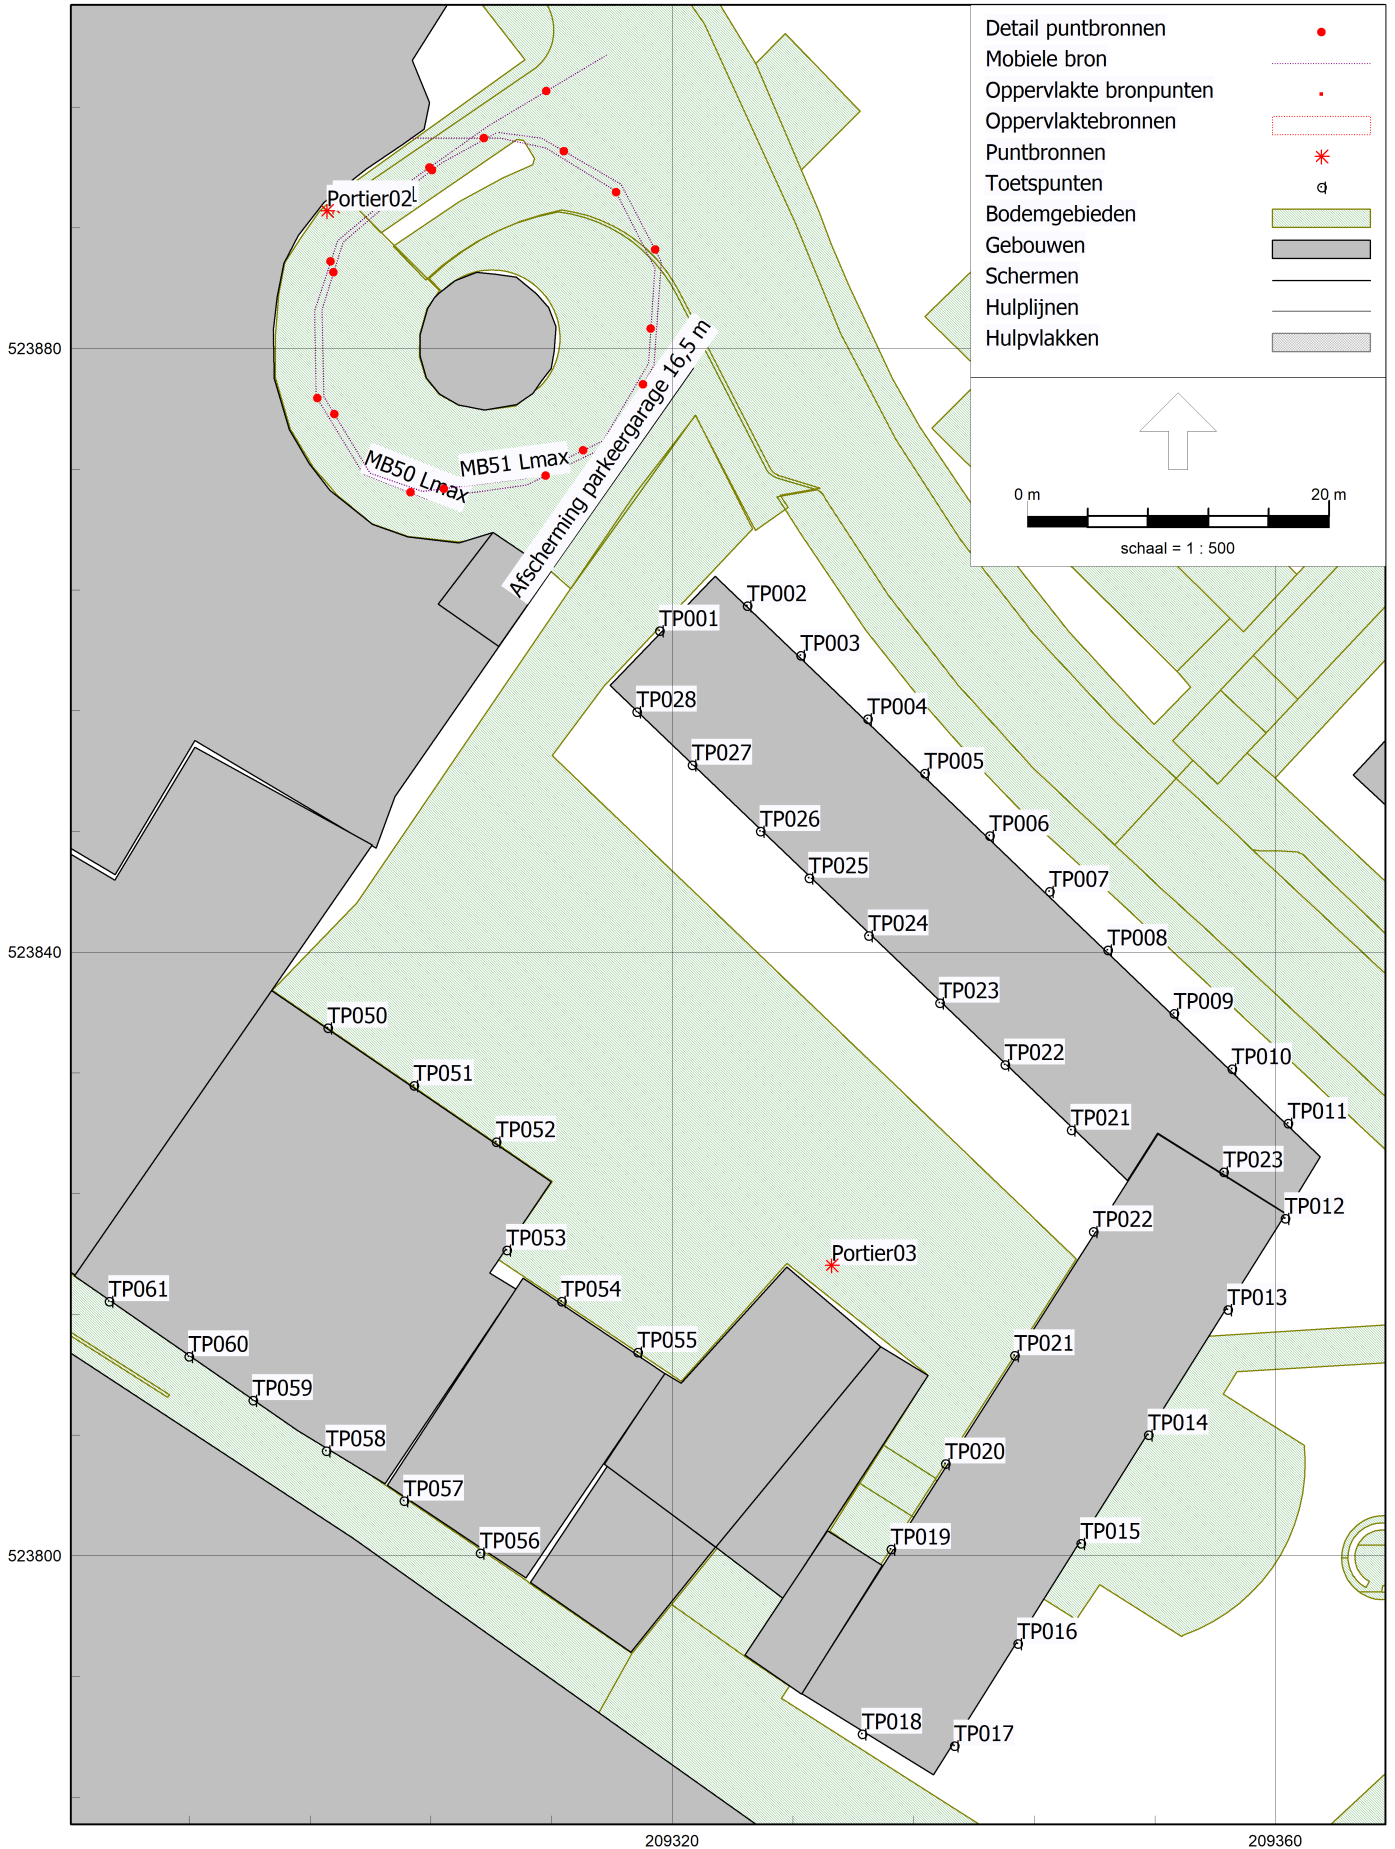 Detail puntbronnen
Mobiele bron
Oppervlakte bronpunten
Oppervlaktebronnen
Puntbronnen
Toetspunten
Bodemgebieden
Gebouwen
Schermen
Hulplijnen
Hulpvlakken
0 m
20 m
schaal = 1 : 500
Portier02
523880
MB50 Lmax
MB51 Lmax
Afscherming parkeergarage 16,5 m
TP002
TP001
TP003
TP028
TP004
TP027
TP005
TP026
TP006
TP025
TP007
TP024
TP008
523840
TP023
TP009
TP050
TP022
TP010
TP051
TP021
TP011
TP052
TP023
TP012
TP022
TP053
Portier03
TP061
TP054
TP013
TP060
TP055
TP021
TP059
TP058
TP014
TP020
TP057
TP056
TP019
TP015
523800
TP016
TP018
TP017
209320
209360